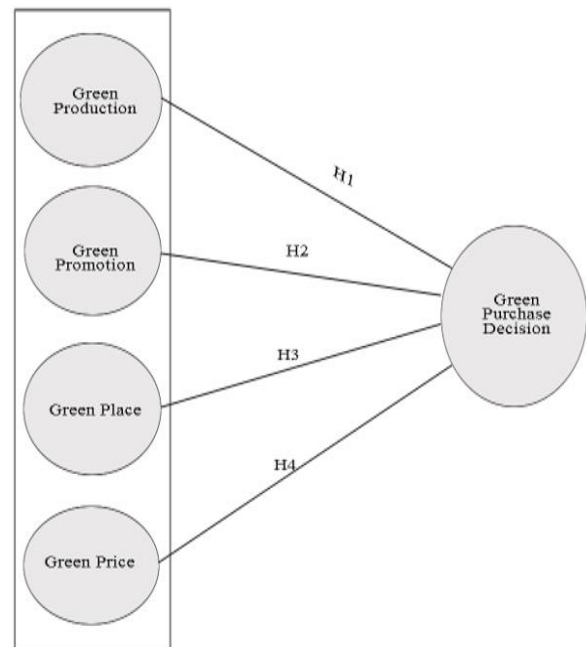 Green
Production
H1
Green
Promotion
H2
Green
Purchase
Decision
H3
Green Place
H4
Green Price